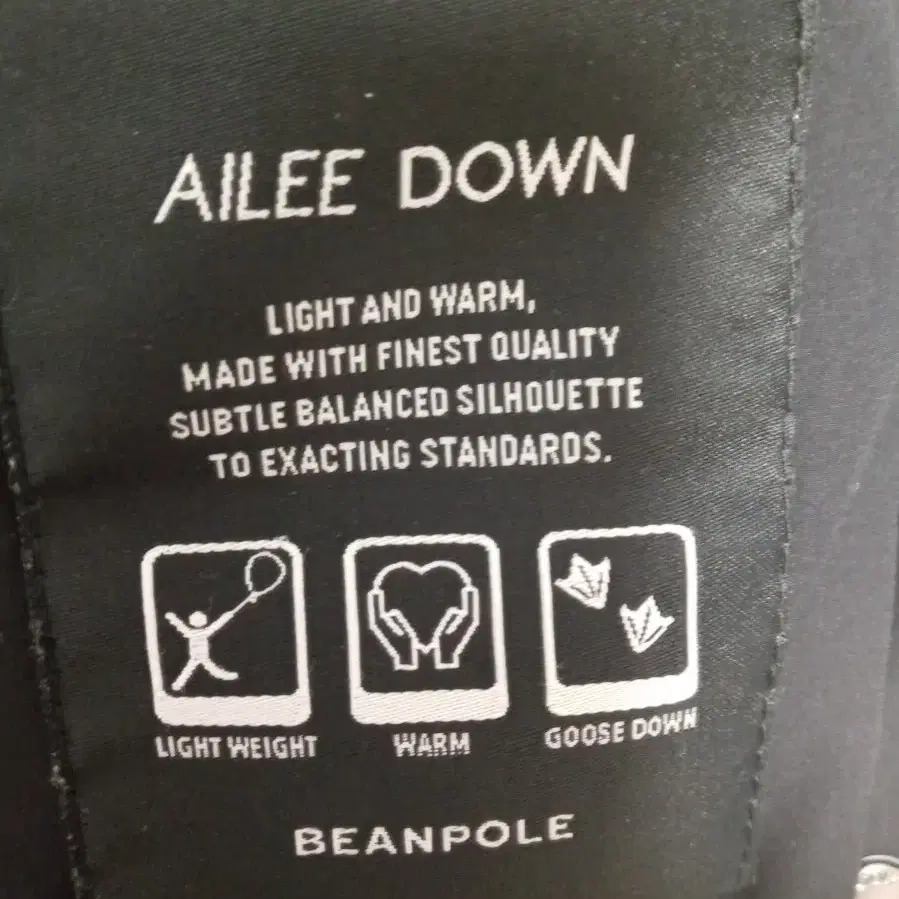 AILEE DOWN
LIGHT AND WARM,
MADE WITH FINEST QUALITY
SUBTLE BALANCED SILHOUETTE
TO EXACTING STANDARDS.
LIGHT WEIGHT
WARM
GOOSE DOWN
BEANPOLE